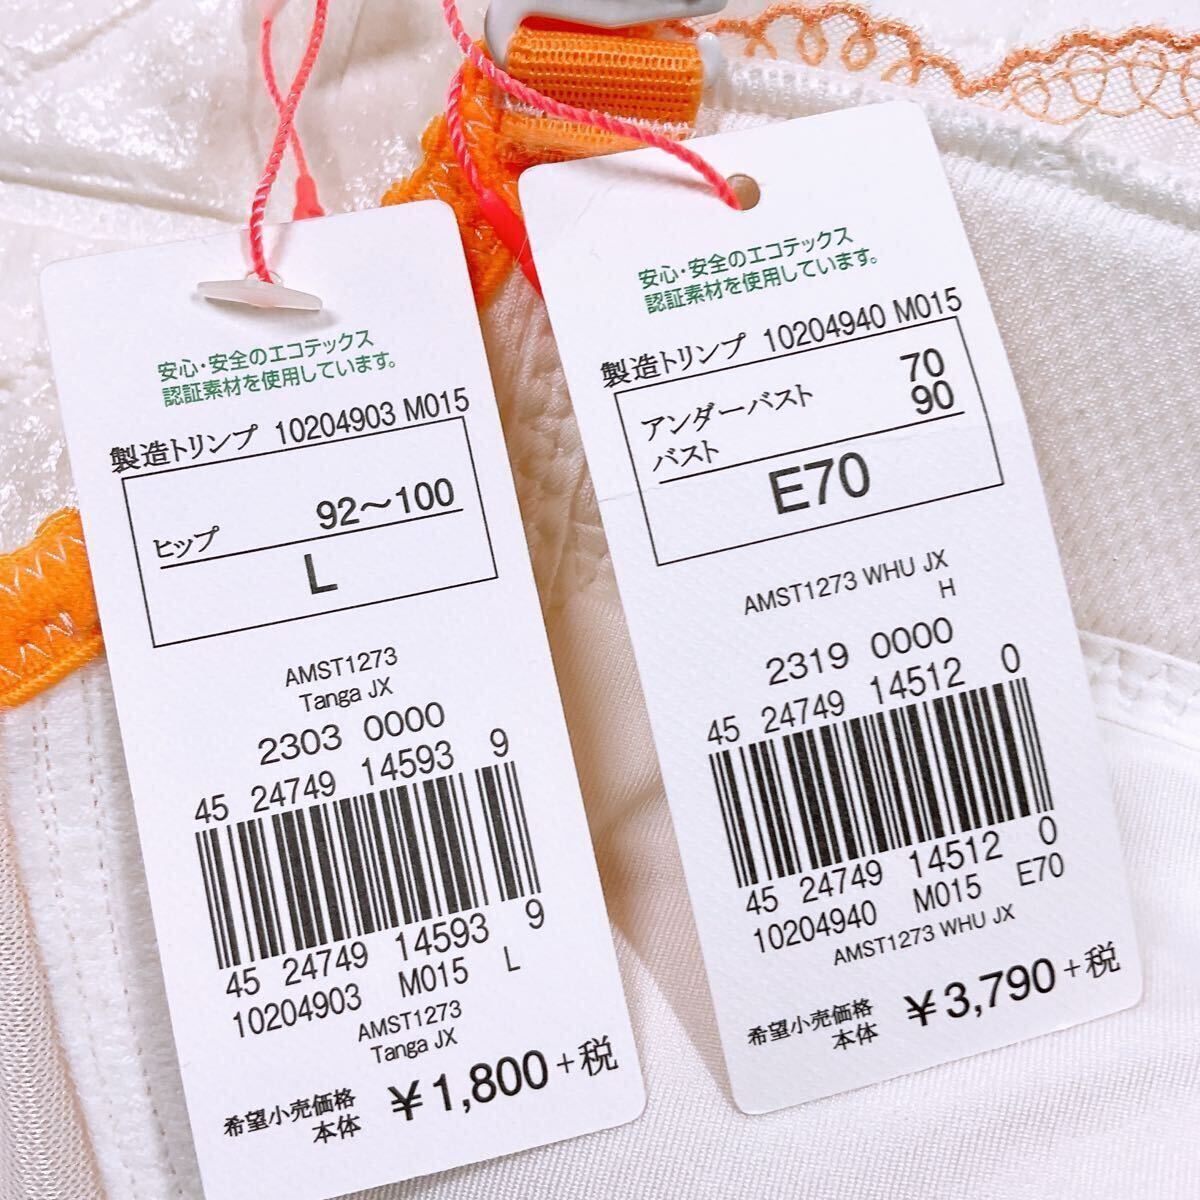 安心・安全のエコテックス
認証素材を使用しています。
製造トリンプ 10204903 M015
ヒップ 92～100
L
AMST1273
Tanga JX
2303 0000
45 24749 14593 9
45 24749 14593 9
10204903 M015 L
AMST1273
Tanga JX
希望小売価格
本体
¥1,800+税
安心・安全のエコテックス
認証素材を使用しています。
製造トリンプ 10204940 M015
アンダーバスト 70
バスト 90
E70
AMST1273 WHU JX
H
2319 0000
45 24749 14512 0
45 24749 14512 0
10204940 M015 E70
AMST1273 WHU JX
希望小売価格
本体
¥3,790+税